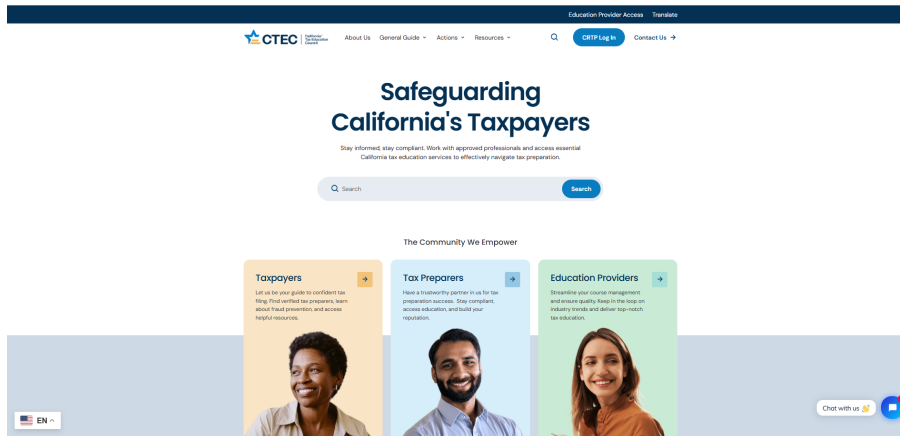 Education Provider Access Translate
CTEC California Tax Education Council
About Us General Guide Actions Resources CRTP Log In Contact Us →
Safeguarding
California's Taxpayers
Stay informed, stay compliant. Work with approved professionals and access essential
California tax education services to effectively navigate tax preparation.
Search Search
The Community We Empower
Taxpayers →
Let us be your guide to confident tax
filing. Find verified tax preparers, learn
about fraud prevention, and access
helpful resources.
Tax Preparers →
Have a trustworthy partner in us for tax
preparation success. Stay compliant,
access education, and build your
reputation.
Education Providers →
Streamline your course management
and ensure quality. Keep in the loop on
industry trends and deliver top-notch
tax education.
EN
Chat with us 👋